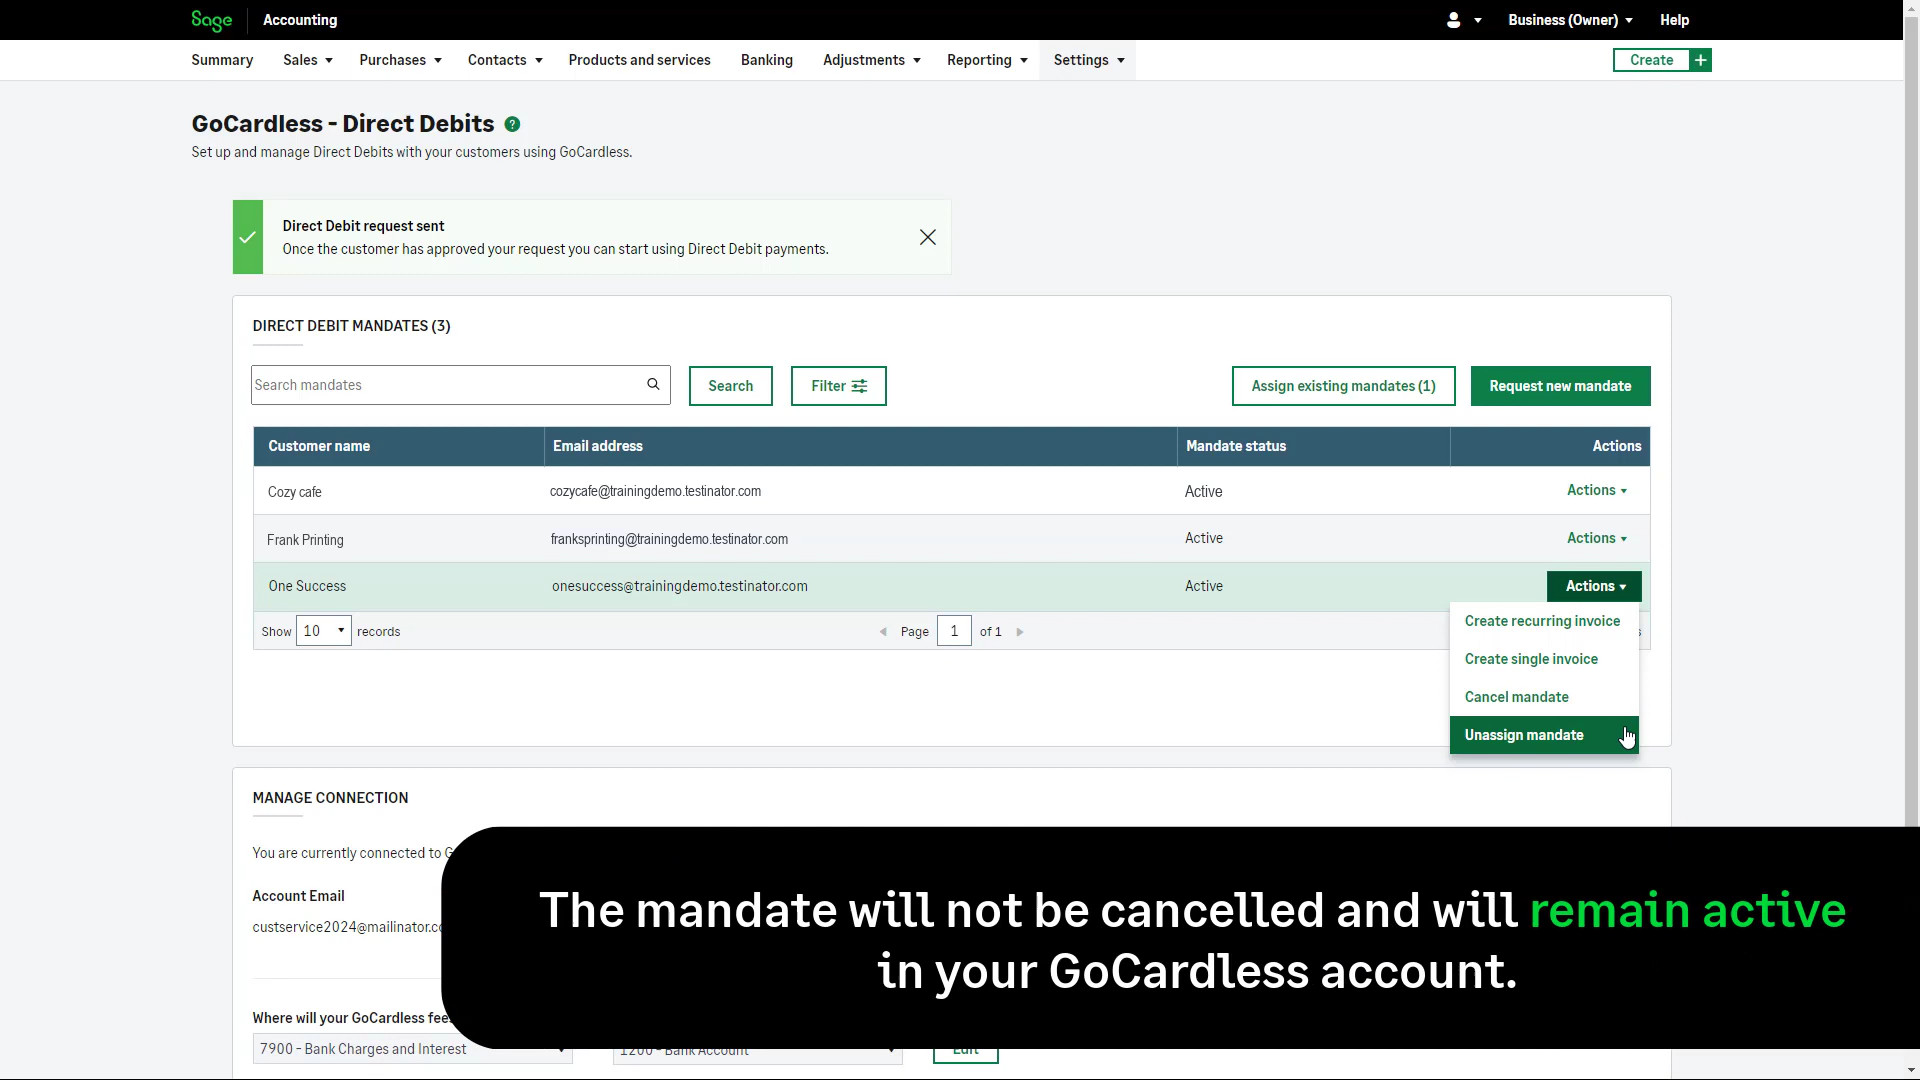 Sage Accounting Business (Owner) Help
Summary Sales Purchases Contacts Products and services Banking Adjustments Reporting Settings Create +
GoCardless - Direct Debits ?
Set up and manage Direct Debits with your customers using GoCardless.
Direct Debit request sent
Once the customer has approved your request you can start using Direct Debit payments.
DIRECT DEBIT MANDATES (3)
Search mandates Search Filter Assign existing mandates (1) Request new mandate
Customer name Email address Mandate status Actions
Cozy cafe cozycafe@trainingdemo.testinator.com Active Actions
Frank Printing franksprinting@trainingdemo.testinator.com Active Actions
One Success onesuccess@trainingdemo.testinator.com Active Actions
Show 10 records Page 1 of 1
Create recurring invoice
Create single invoice
Cancel mandate
Unassign mandate
MANAGE CONNECTION
You are currently connected to
Account Email
custservice2024@mailinator.co
The mandate will not be cancelled and will remain active
in your GoCardless account.
Where will your GoCardless fees
7900 - Bank Charges and Interest 1200 - Bank Account Edit